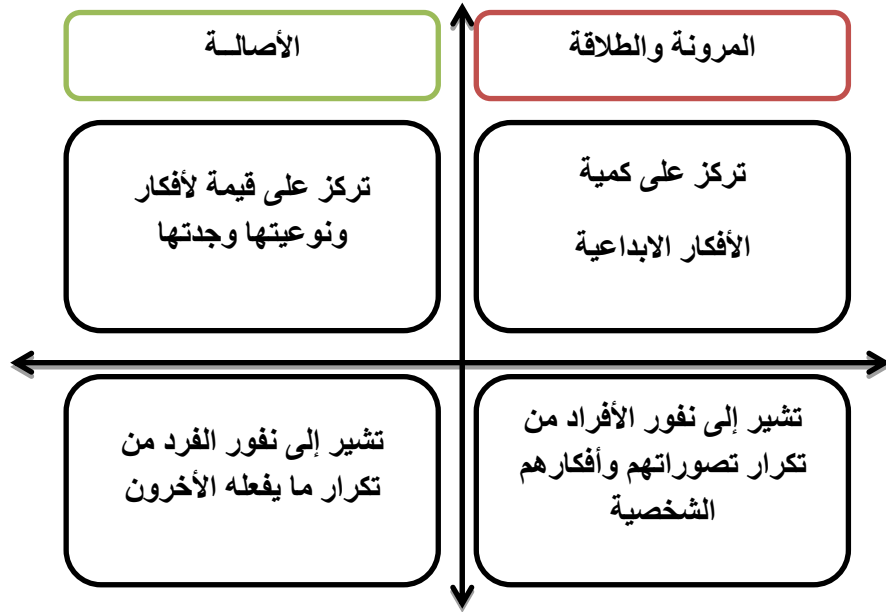 المرونة والطلاقة
الأصالــة
تركز على كمية
الأفكار الابداعية
تركز على قيمة لأفكار
ونوعيتها وجدتها
تشير إلى نفور الأفراد من
تكرار تصوراتهم وأفكارهم
الشخصية
تشير إلى نفور الفرد من
تكرار ما يفعله الأخرون